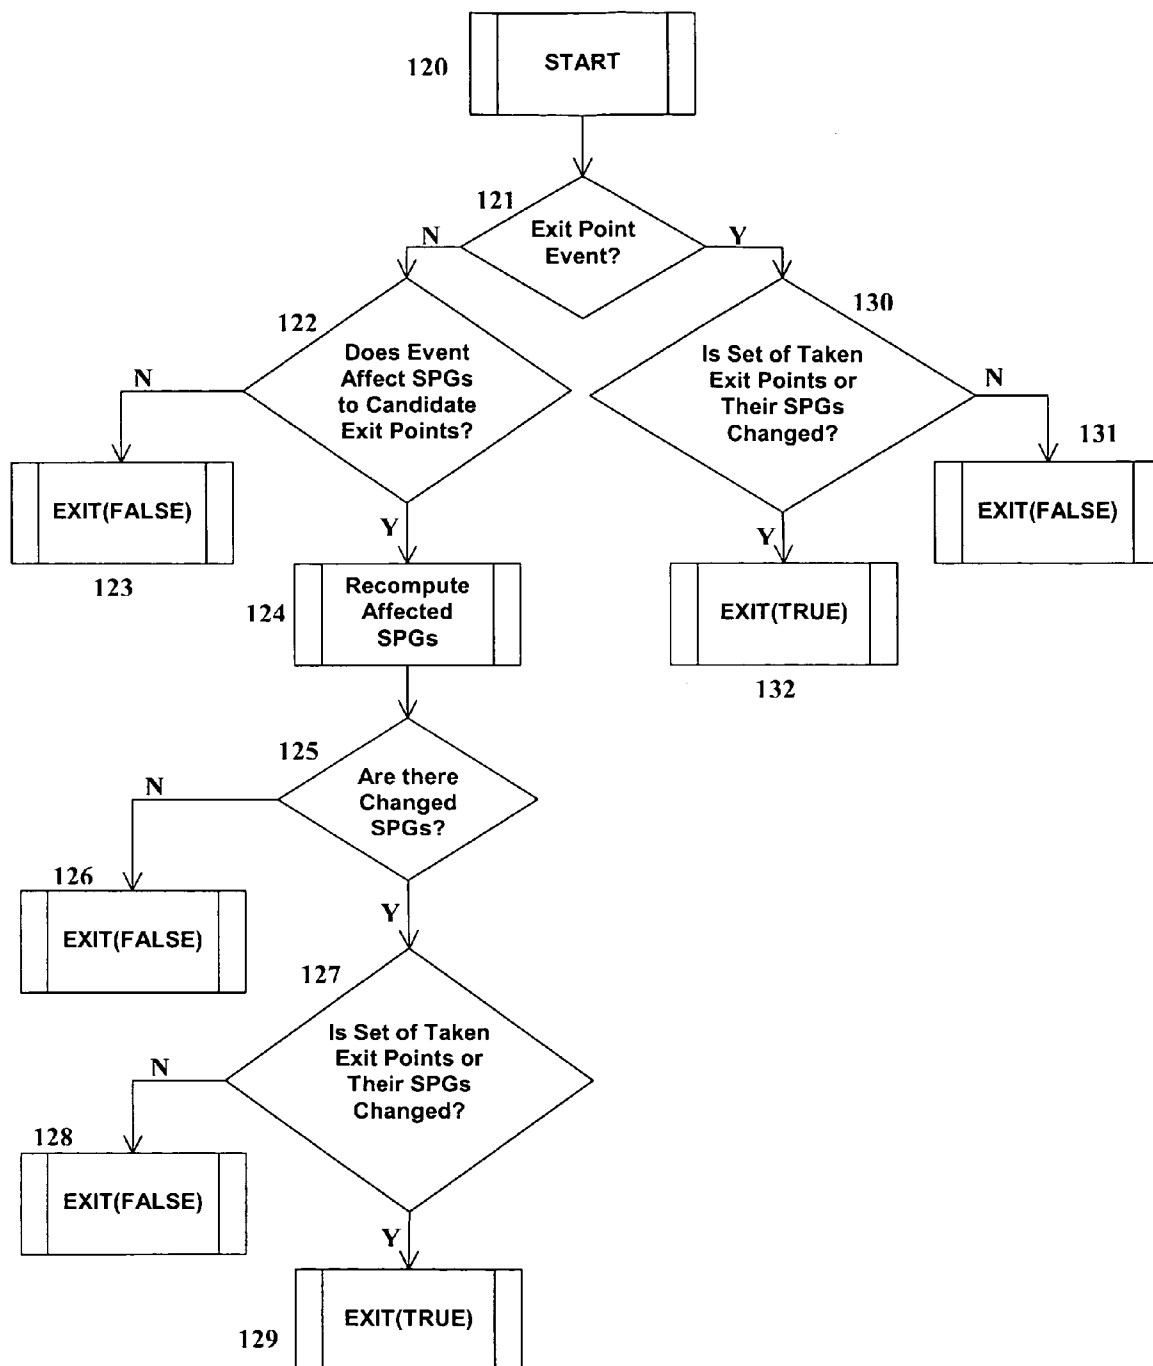 START
120
121
Exit Point
Event?
N
Y
122
Does Event
Affect SPGs
to Candidate
Exit Points?
N
130
Is Set of Taken
Exit Points or
Their SPGs
Changed?
N
131
EXIT(FALSE)
123
Y
EXIT(FALSE)
Y
124
Recompute
Affected
SPGs
EXIT(TRUE)
132
125
Are there
Changed
SPGs?
N
126
EXIT(FALSE)
Y
127
Is Set of Taken
Exit Points or
Their SPGs
Changed?
N
128
EXIT(FALSE)
Y
EXIT(TRUE)
129